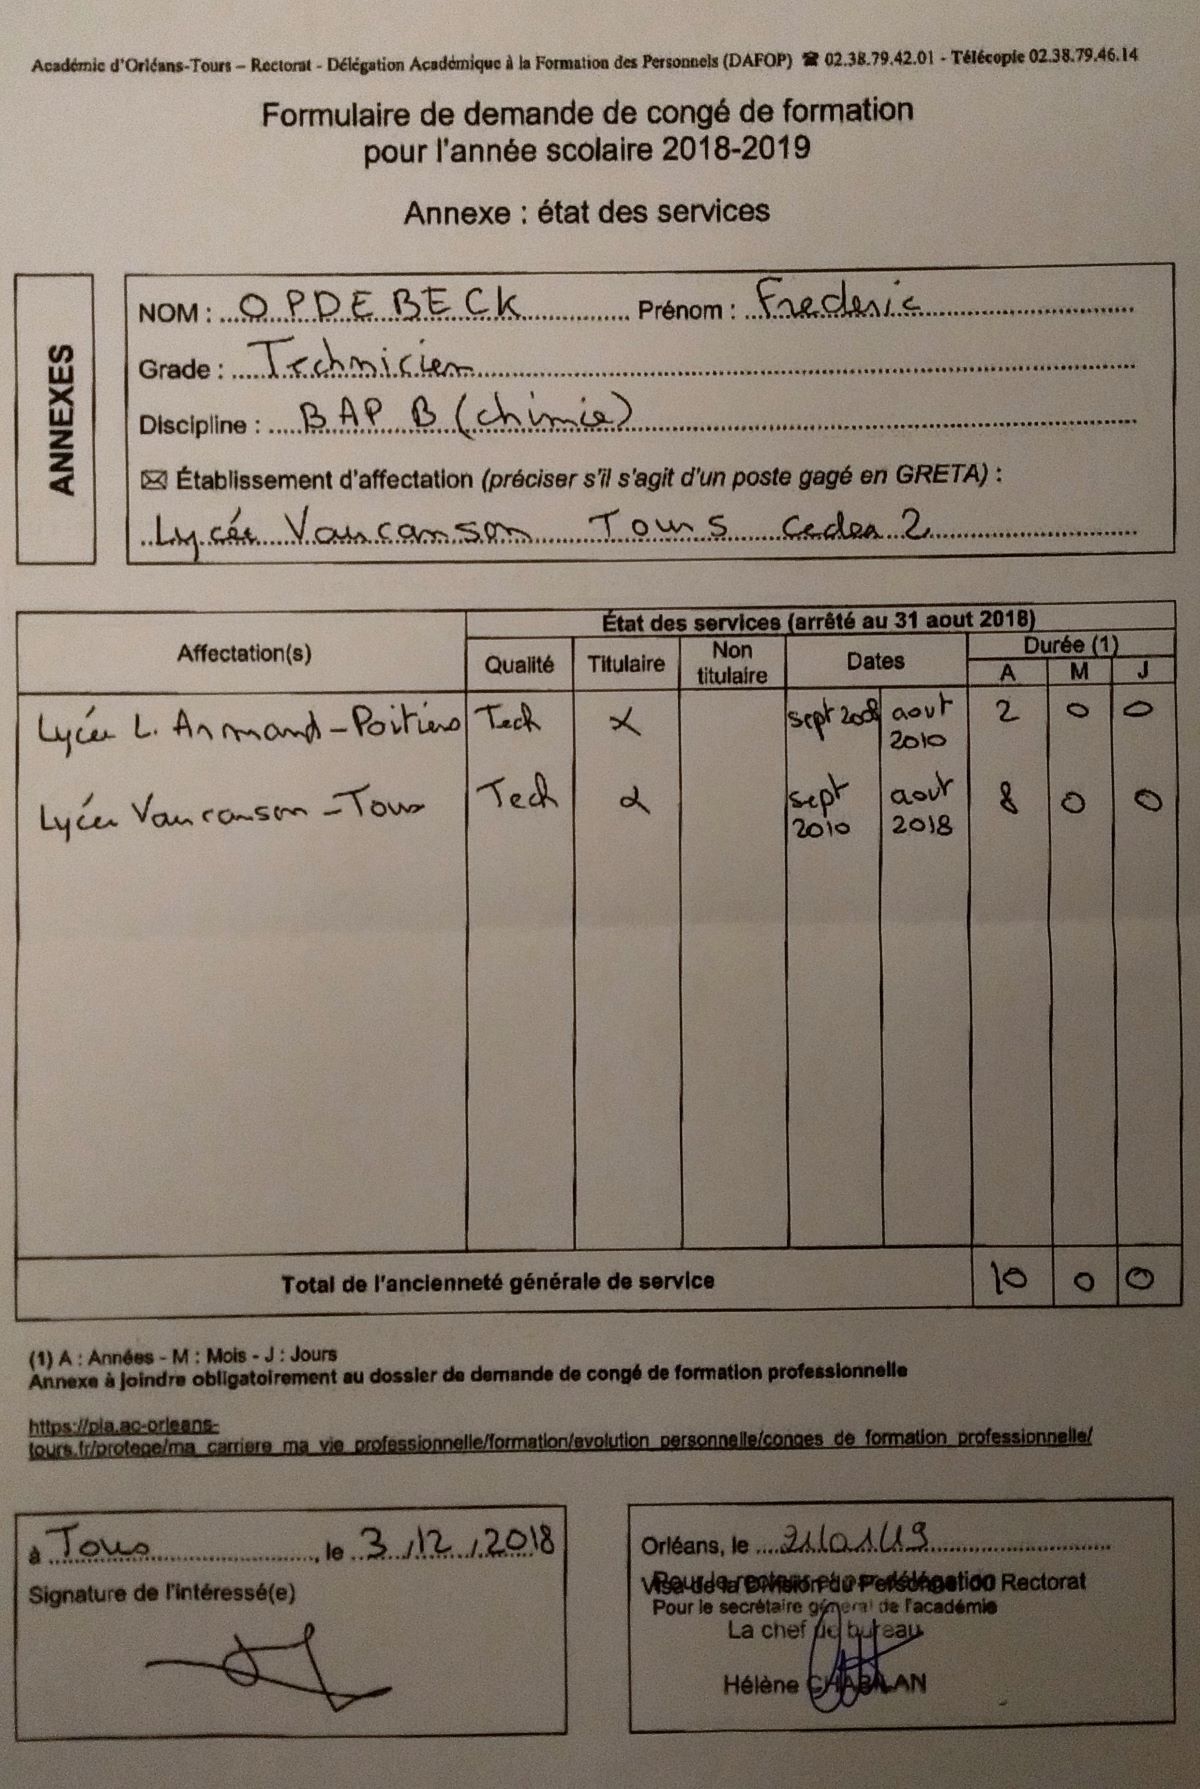 Académie d'Orléans-Tours – Rectorat - Délégation Académique à la Formation des Personnels (DAFOP) ☎ 02.38.79.42.01 - Télécopie 02.38.79.46.14
Formulaire de demande de congé de formation
pour l'année scolaire 2018-2019
Annexe : état des services
ANNEXES
NOM : OPDEBECK Prénom : Frederic
Grade : Technicien
Discipline : BAP B (chimie)
✉ Établissement d'affectation (préciser s'il s'agit d'un poste gagé en GRETA) :
Lycée Vaucanson Tours cedex 2
Affectation(s)
État des services (arrêté au 31 aout 2018)
Qualité Titulaire Non titulaire Dates Durée (1)
A M J
Lycée L. Armand - Poitiers Tech X sept 2008 aout 2010 2 0 0
Lycée Vaucanson - Tours Tech X sept 2010 aout 2018 8 0 0
Total de l'ancienneté générale de service 10 0 0
(1) A : Années - M : Mois - J : Jours
Annexe à joindre obligatoirement au dossier de demande de congé de formation professionnelle
https://pia.ac-orleans-
tours.fr/protege/ma_carriere_ma_vie_professionnelle/formation/evolution_personnelle/conges_de_formation_professionnelle/
à Tours, le 3/12/2018
Signature de l'intéressé(e)
Orléans, le 21/01/19
Pour le recteur et par délégation
Visa de la Division du Personnel du Rectorat
Pour le secrétaire général de l'académie
La chef de bureau
Hélène CHABILAN